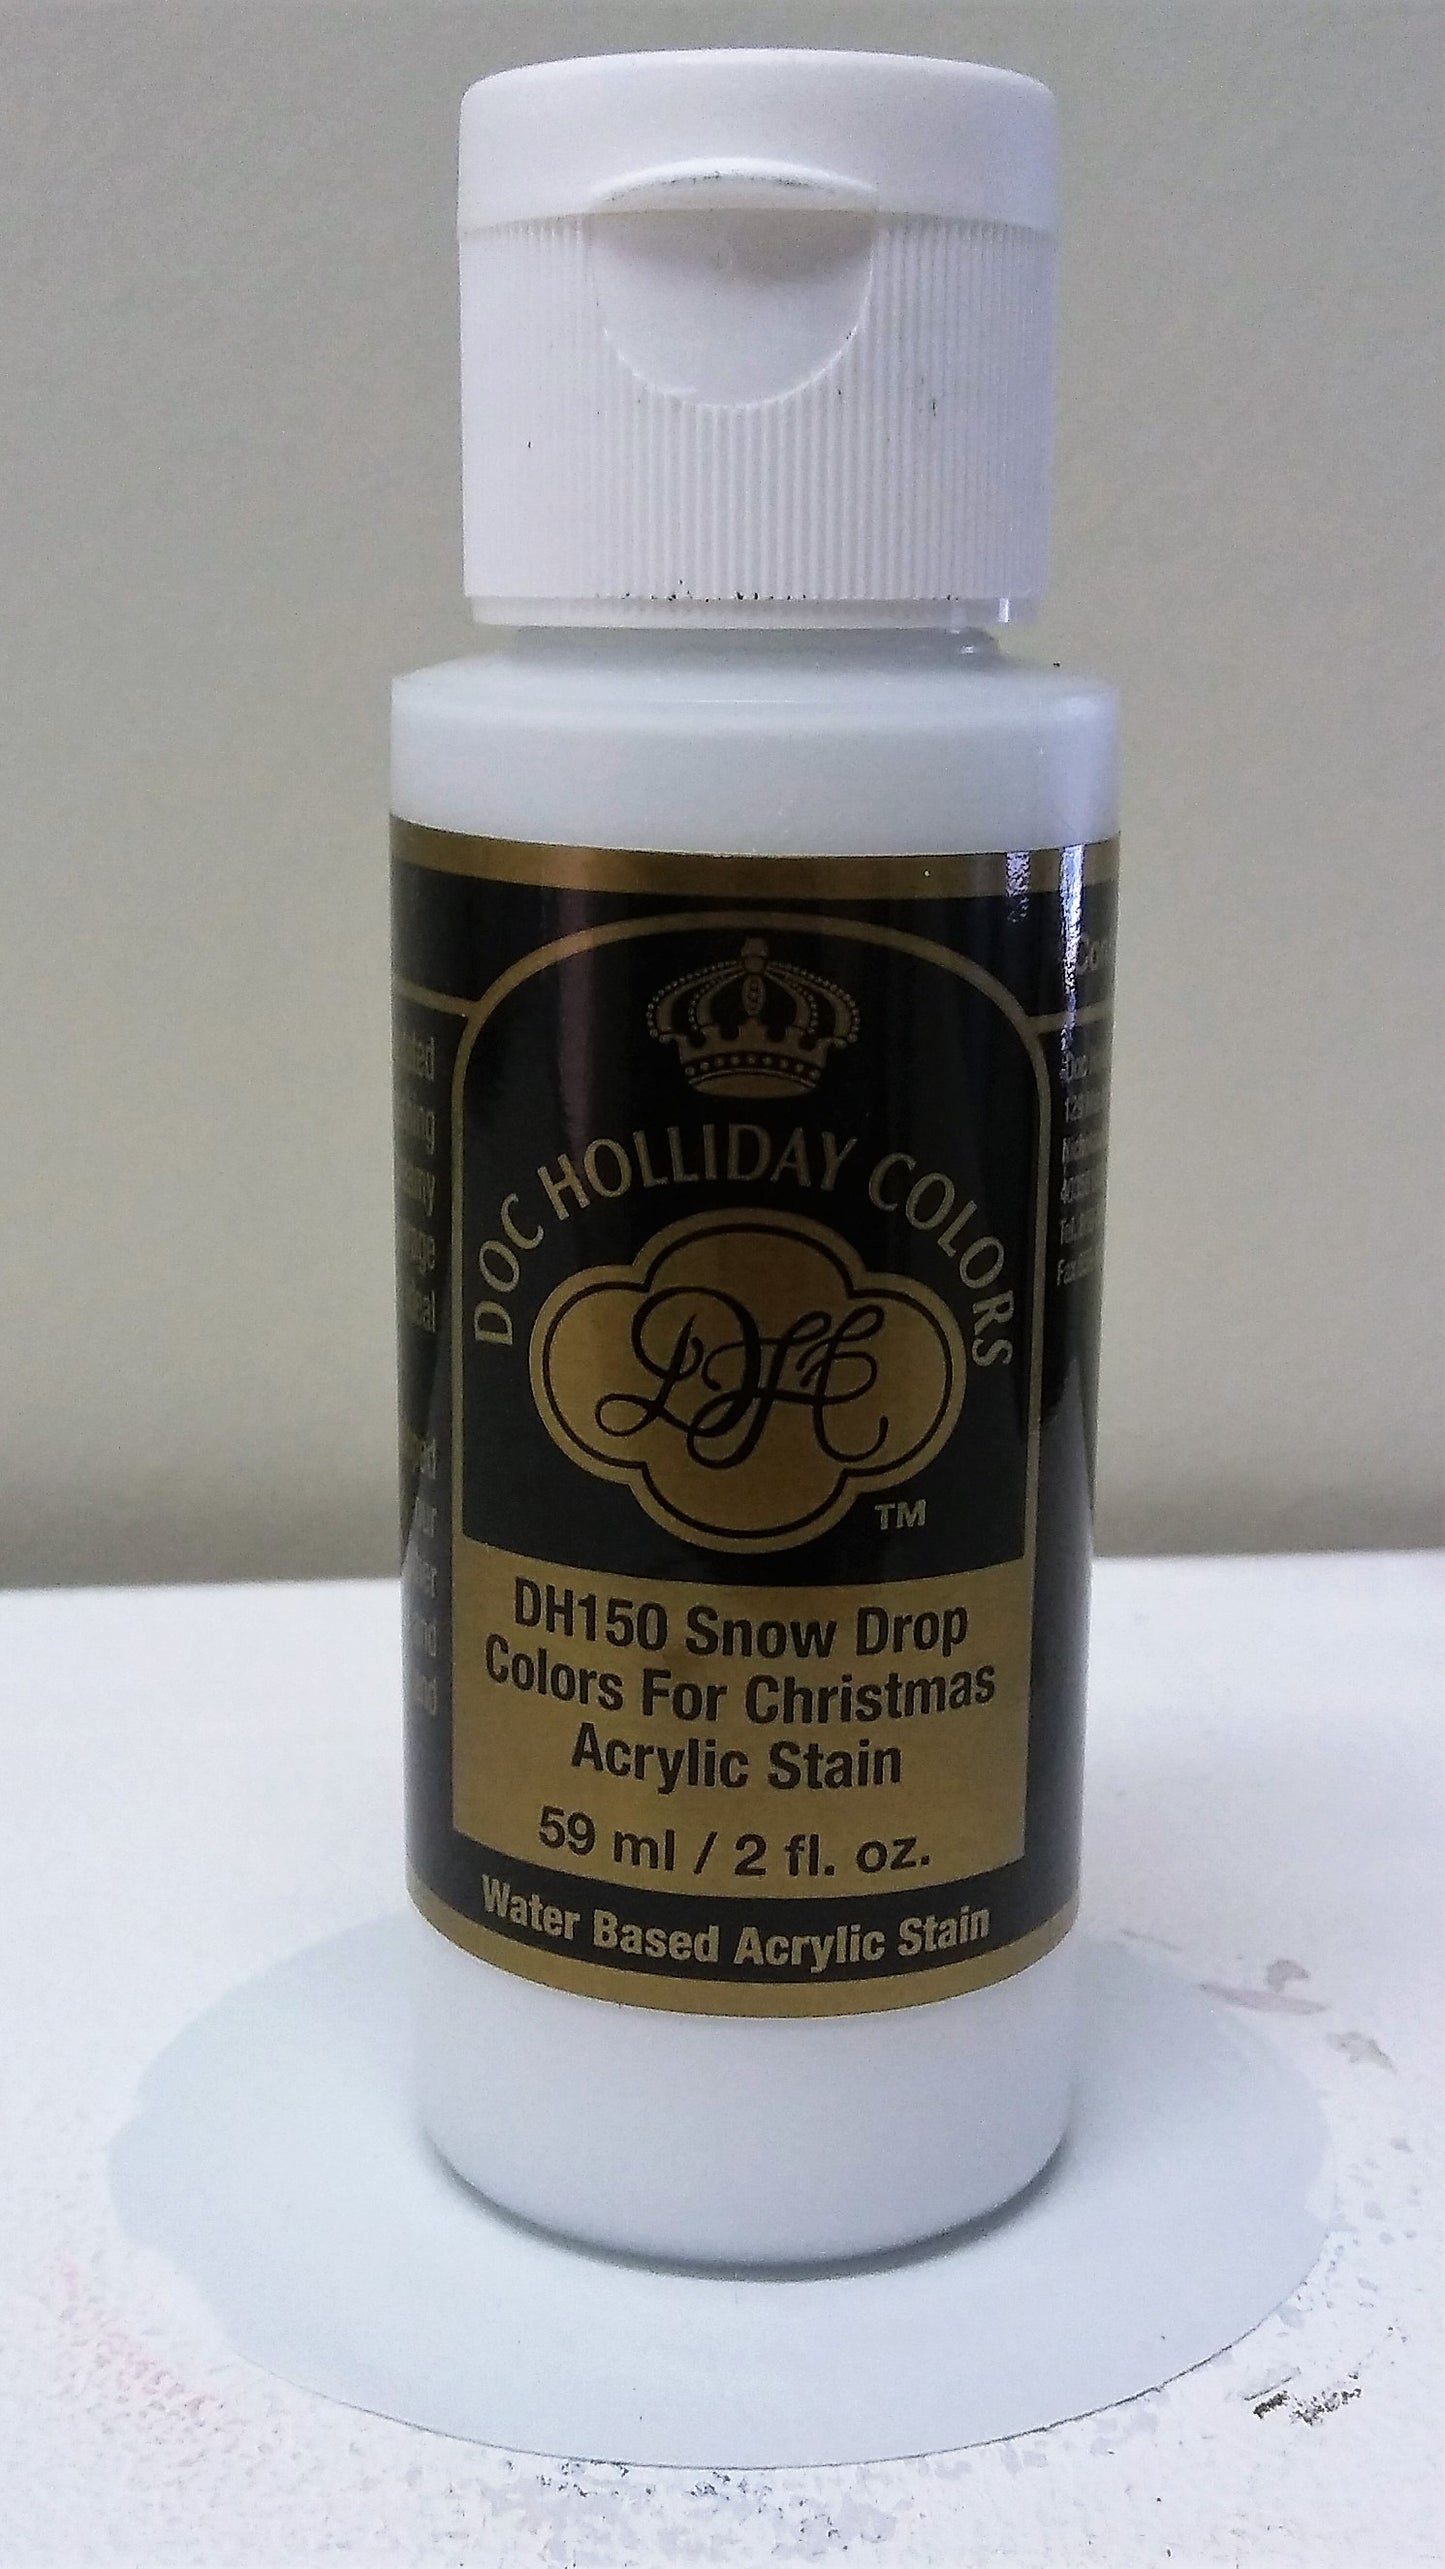 DOC HOLLIDAY COLORS
DH
TM
DH150 Snow Drop
Colors For Christmas
Acrylic Stain
59 ml / 2 fl. oz.
Water Based Acrylic Stain